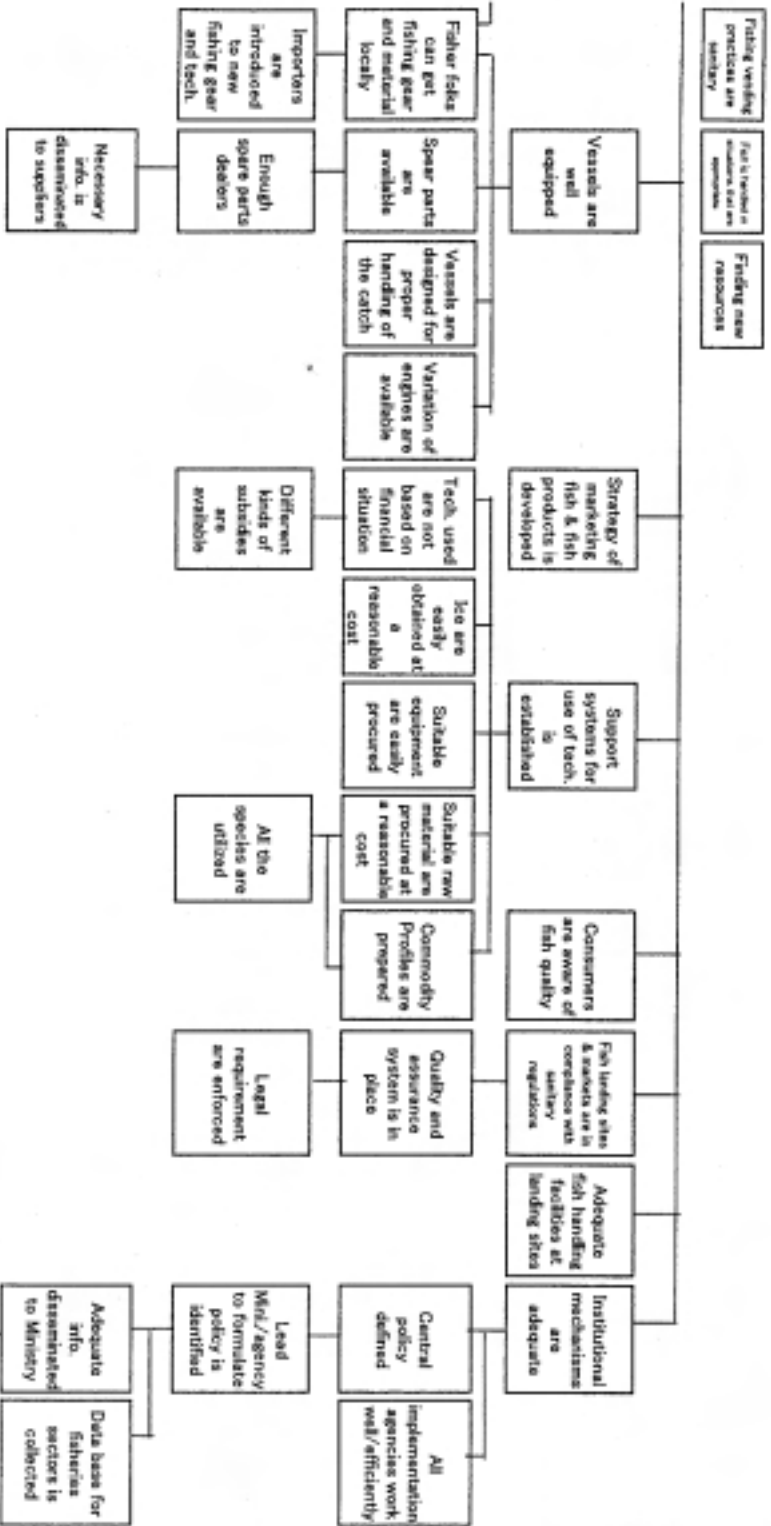 Fishing vending
practices are
sanitary
Fish is handled in
situations that are
appropriate
Finding new
resources
Vessels are
well
equipped
Strategy of
marketing
fish & fish
products is
developed
Support
systems for
use of tech.
is
established
Consumers
are aware of
fish quality
Fish landing sites
& markets are in
compliance with
sanitary
regulations
Adequate
fish handling
facilities at
landing sites
Institutional
mechanisms
are
adequate
Fisher folks
can get
fishing gear
and material
locally
Spear parts
are
available
Vessels are
designed for
proper
handling of
the catch
Variation of
engines are
available
Tech. used
are not
based on
financial
situation
Ice are
easily
obtained at
a
reasonable
cost
Suitable
equipment
are easily
procured
Suitable raw
material are
procured at
a reasonable
cost
Commodity
Profiles are
prepared
Quality and
assurance
system is in
place
Central
policy
defined
All
implementation
agencies work
well/efficiently
Importers
are
introduced
to new
fishing gear
and tech.
Enough
spare parts
dealers
Different
kinds of
subsidies
are
available
All the
species are
utilized
Legal
requirement
are enforced
Lead
Mini./agency
to formulate
policy is
identified
Necessary
info. is
disseminated
to suppliers
Adequate
info.
disseminated
to Ministry
Data base for
fisheries
sectors is
collected